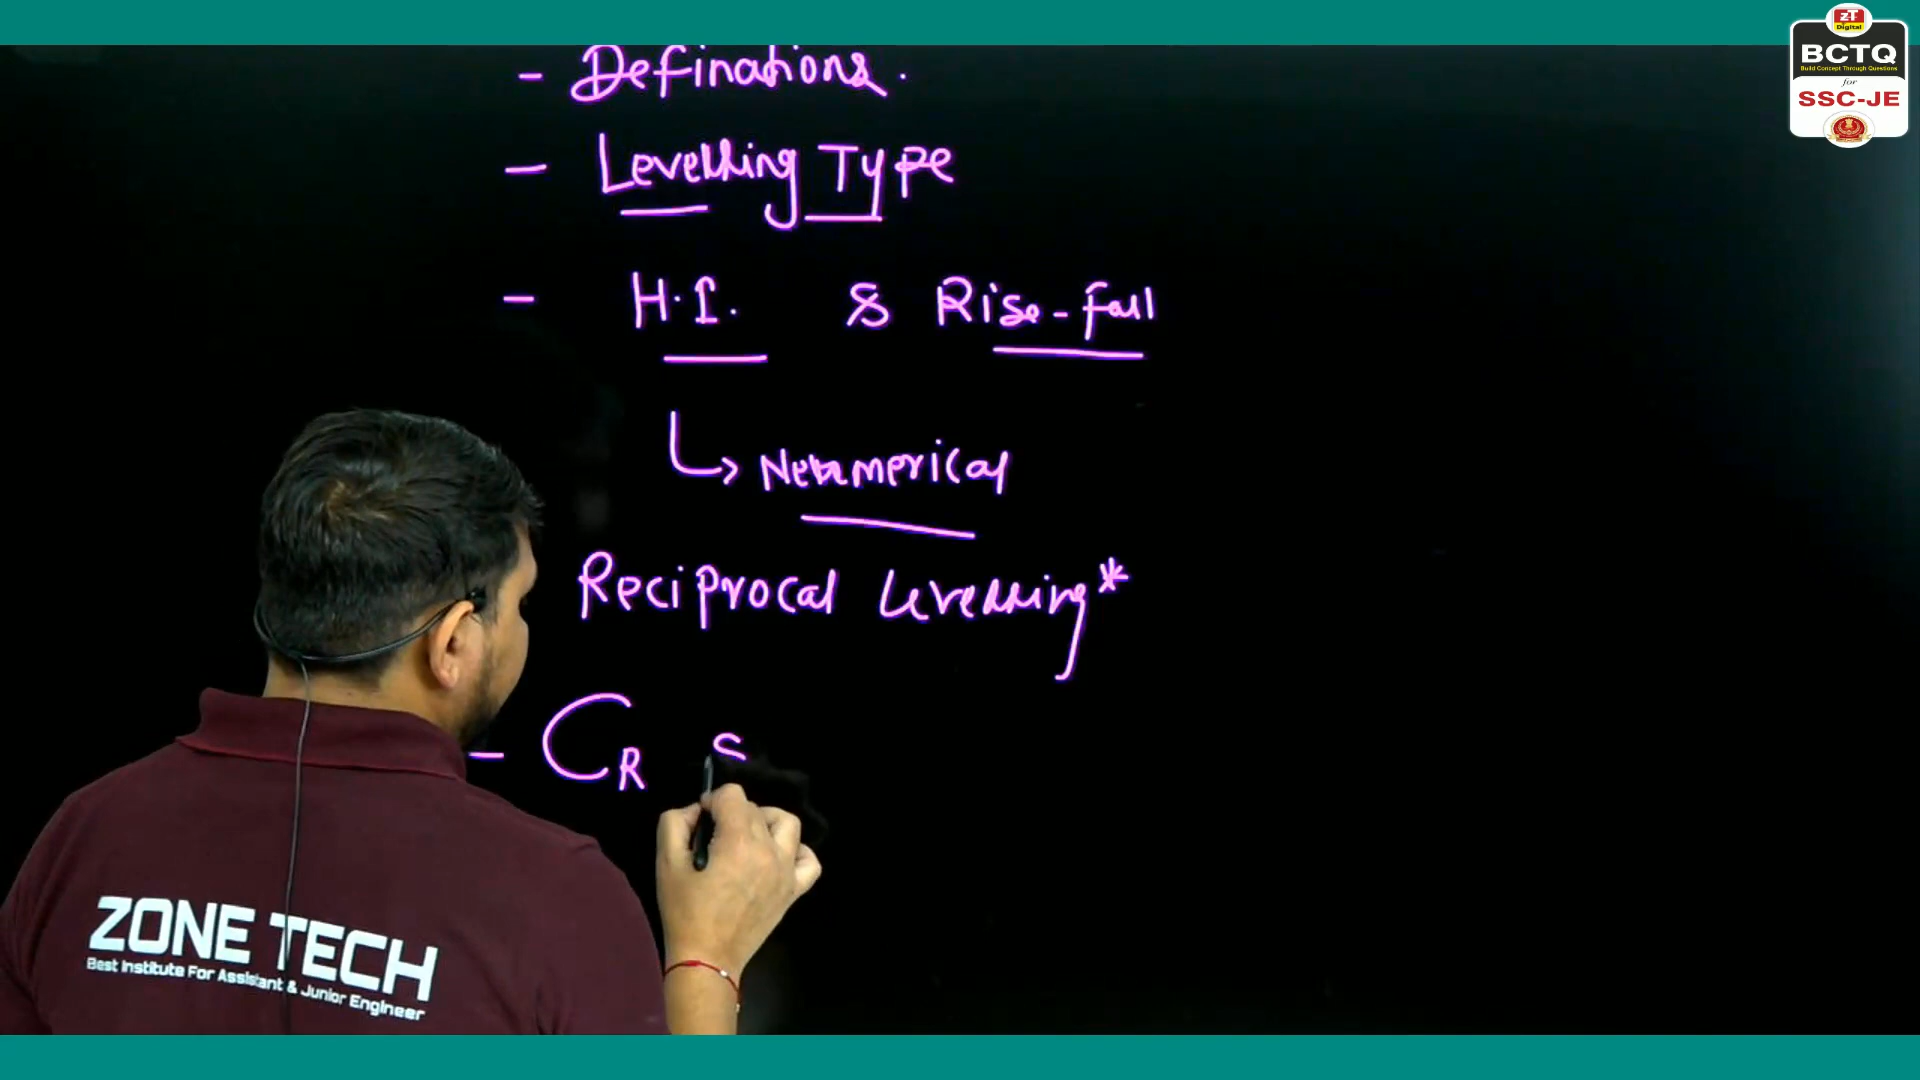 - Definations.
- Levelling Type
- H.I. & Rise-fall
Numerical
Reciprocal levelling*
- CR
ZT
Digital
BCTQ
Build Concept Through Questions
for
SSC-JE
ZONE TECH
Best Institute For Assistant & Junior Engineer